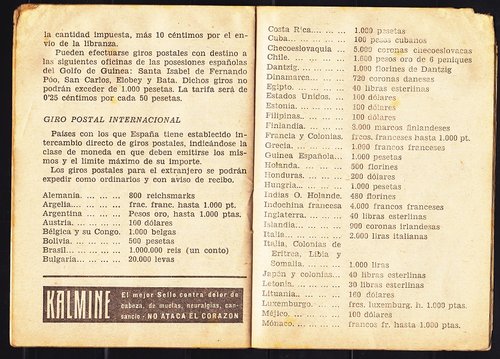 la cantidad impuesta, más 10 céntimos por el en-
vío de la libranza.
Pueden efectuarse giros postales con destino a
las siguientes oficinas de las posesiones españolas
del Golfo de Guinea: Santa Isabel de Fernando
Póo, San Carlos, Elobey y Bata. Dichos giros no
podrán exceder de 1.000 pesetas. La tarifa será de
0'25 céntimos por cada 50 pesetas.
GIRO POSTAL INTERNACIONAL
Países con los que España tiene establecido in-
tercambio directo de giros postales, indicándose la
clase de moneda en que deben emitirse los mis-
mos y el límite máximo de su importe.
Los giros postales para el extranjero se podrán
expedir como ordinarios y con aviso de recibo.
Alemania. ... ... ... 800 reichsmarks
Argelia... ... ... ... frac. franc. hasta 1.000 pt.
Argentina ... ... ... Pesos oro, hasta 1.000 ptas.
Austria... ... ... ... 100 dólares
Bélgica y su Congo. 1.000 belgas
Bolivia. ... ... ... ... 500 pesetas
Brasil... ... ... ... ... 1.000.000 reis (un conto)
Bulgaria... ... ... ... 20.000 levas
KALMINE
El mejor Sello contra dolor de
cabeza, de muelas, neuralgias, can-
sancio - NO ATACA EL CORAZON
Costa Rica... ... ... 1.000 pesetas
Cuba... ... ... ... ... 100 pesos cubanos
Checoeslovaquia ... 5.000 coronas checoeslovacas
Chile. ... ... ... ... ... pesos oro de 6 peniques
Dantzig. ... ... ... ... 1.000 florines de Dantzig
Dinamarca... ... ... 720 coronas danesas
Egipto. ... ... ... ... 40 libras esterlinas
Estados Unidos. ... 100 dólares
Estonia. ... ... ... ... 100 dólares
Filipinas.. ... ... ... 100 dólares
Finlandia. ... ... ... 3.000 marcos finlandeses
Francia y Colonias. frcos. franceses hasta 1.000 pt.
Grecia. ... ... ... ... 1.000 francos franceses
Guinea Española... 1.000 pesetas
Holanda. ... ... ... 500 florines
Honduras. ... ... ... 200 dólares
Hungría... ... ... ... 1.000 pesetas
Indias O. Holande. 480 florines
Indochina francesa 4.000 francos franceses
Inglaterra. ... ... ... 40 libras esterlinas
Islandia... ... ... ... 900 coronas irlandesas
Italia... ... ... ... ... 2.000 liras italianas
Italia, Colonias de
Eritrea, Libia y
Somalia. ... ... ... 1.000 liras
Japón y colonias... 40 libras esterlinas
Letonia. ... ... ... ... 30 libras esterlinas
Lituania.. ... ... ... 100 dólares
Luxemburgo. ... ... frcs. luxemburg. h. 1.000 ptas.
Méjico... ... ... ... 100 dólares
Mónaco.. ... ... ... francos fr. hasta 1.000 ptas.